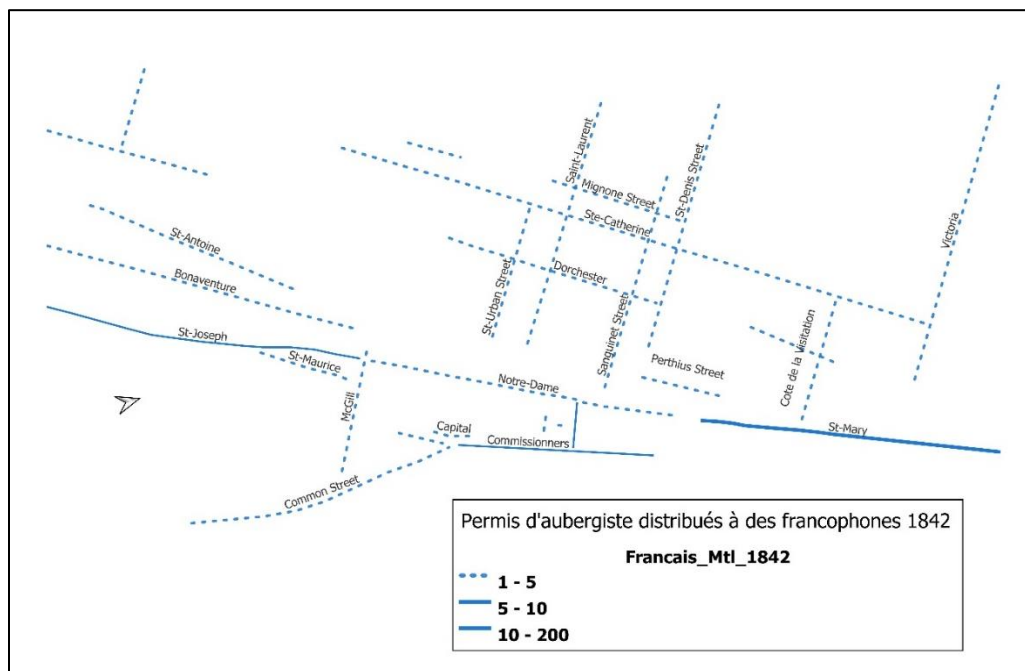 Saint-Laurent
Mignone Street
St-Denis Street
Ste-Catherine
Victoria
St-Antoine
Bonaventure
St-Urban Street
Dorchester
Sanguinet Street
St-Joseph
St-Maurice
McGill
Notre-Dame
Perthius Street
Cote de la Visitation
Capital
Commissionners
St-Mary
Common Street
Permis d'aubergiste distribués à des francophones 1842
Francais_Mtl_1842
1 - 5
5 - 10
10 - 200